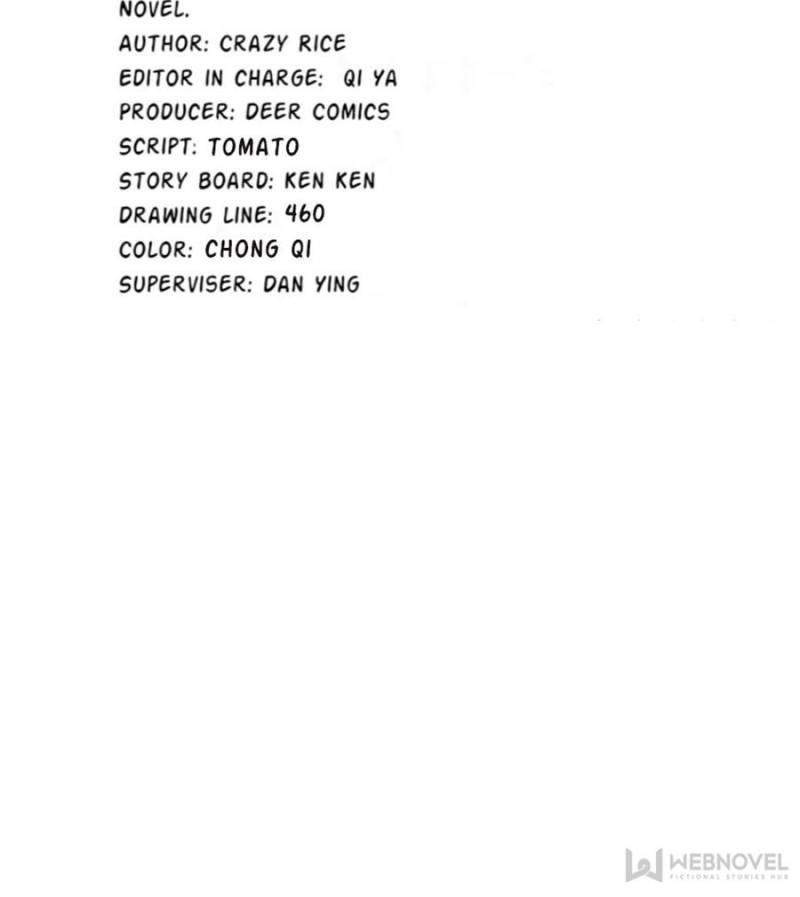 NOVEL.
AUTHOR: CRAZY RICE
EDITOR IN CHARGE: QI YA
PRODUCER: DEER COMICS
SCRIPT: TOMATO
STORY BOARD: KEN KEN
DRAWING LINE: 460
COLOR: CHONG QI
SUPERVISER: DAN YING
WEBNOVEL
FICTIONAL STORIES HUB